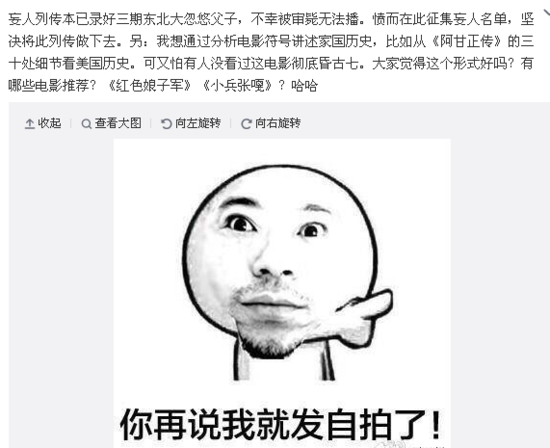 妄人列传本已录好三期东北大忽悠父子，不幸被审毙无法播。愤而在此征集妄人名单，坚
决将此列传做下去。另：我想通过分析电影符号讲述家国历史，比如从《阿甘正传》的三
十处细节看美国历史。可又怕有人没看过这电影彻底昏古七。大家觉得这个形式好吗？有
哪些电影推荐？《红色娘子军》《小兵张嘎》？哈哈
收起 查看大图 向左旋转 向右旋转
你再说我就发自拍了！